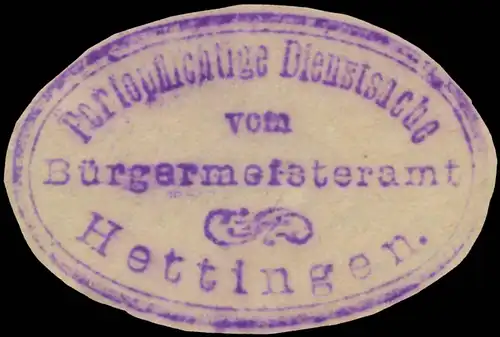 Portopflichtige Dienstsache
vom
Bürgermeisteramt
Hettingen.